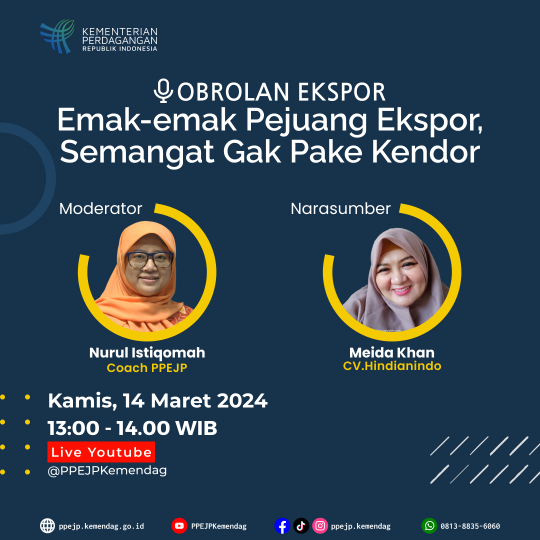 KEMENTERIAN
PERDAGANGAN
REPUBLIK INDONESIA
OBROLAN EKSPOR
Emak-emak Pejuang Ekspor,
Semangat Gak Pake Kendor
Moderator
Narasumber
Nurul Istiqomah
Coach PPEJP
Meida Khan
CV.Hindianindo
Kamis, 14 Maret 2024
13:00 - 14.00 WIB
Live Youtube
@PPEJPKemendag
ppejp.kemendag.go.id
PPEJPKemendag
ppejp.kemendag
0813-8835-6060